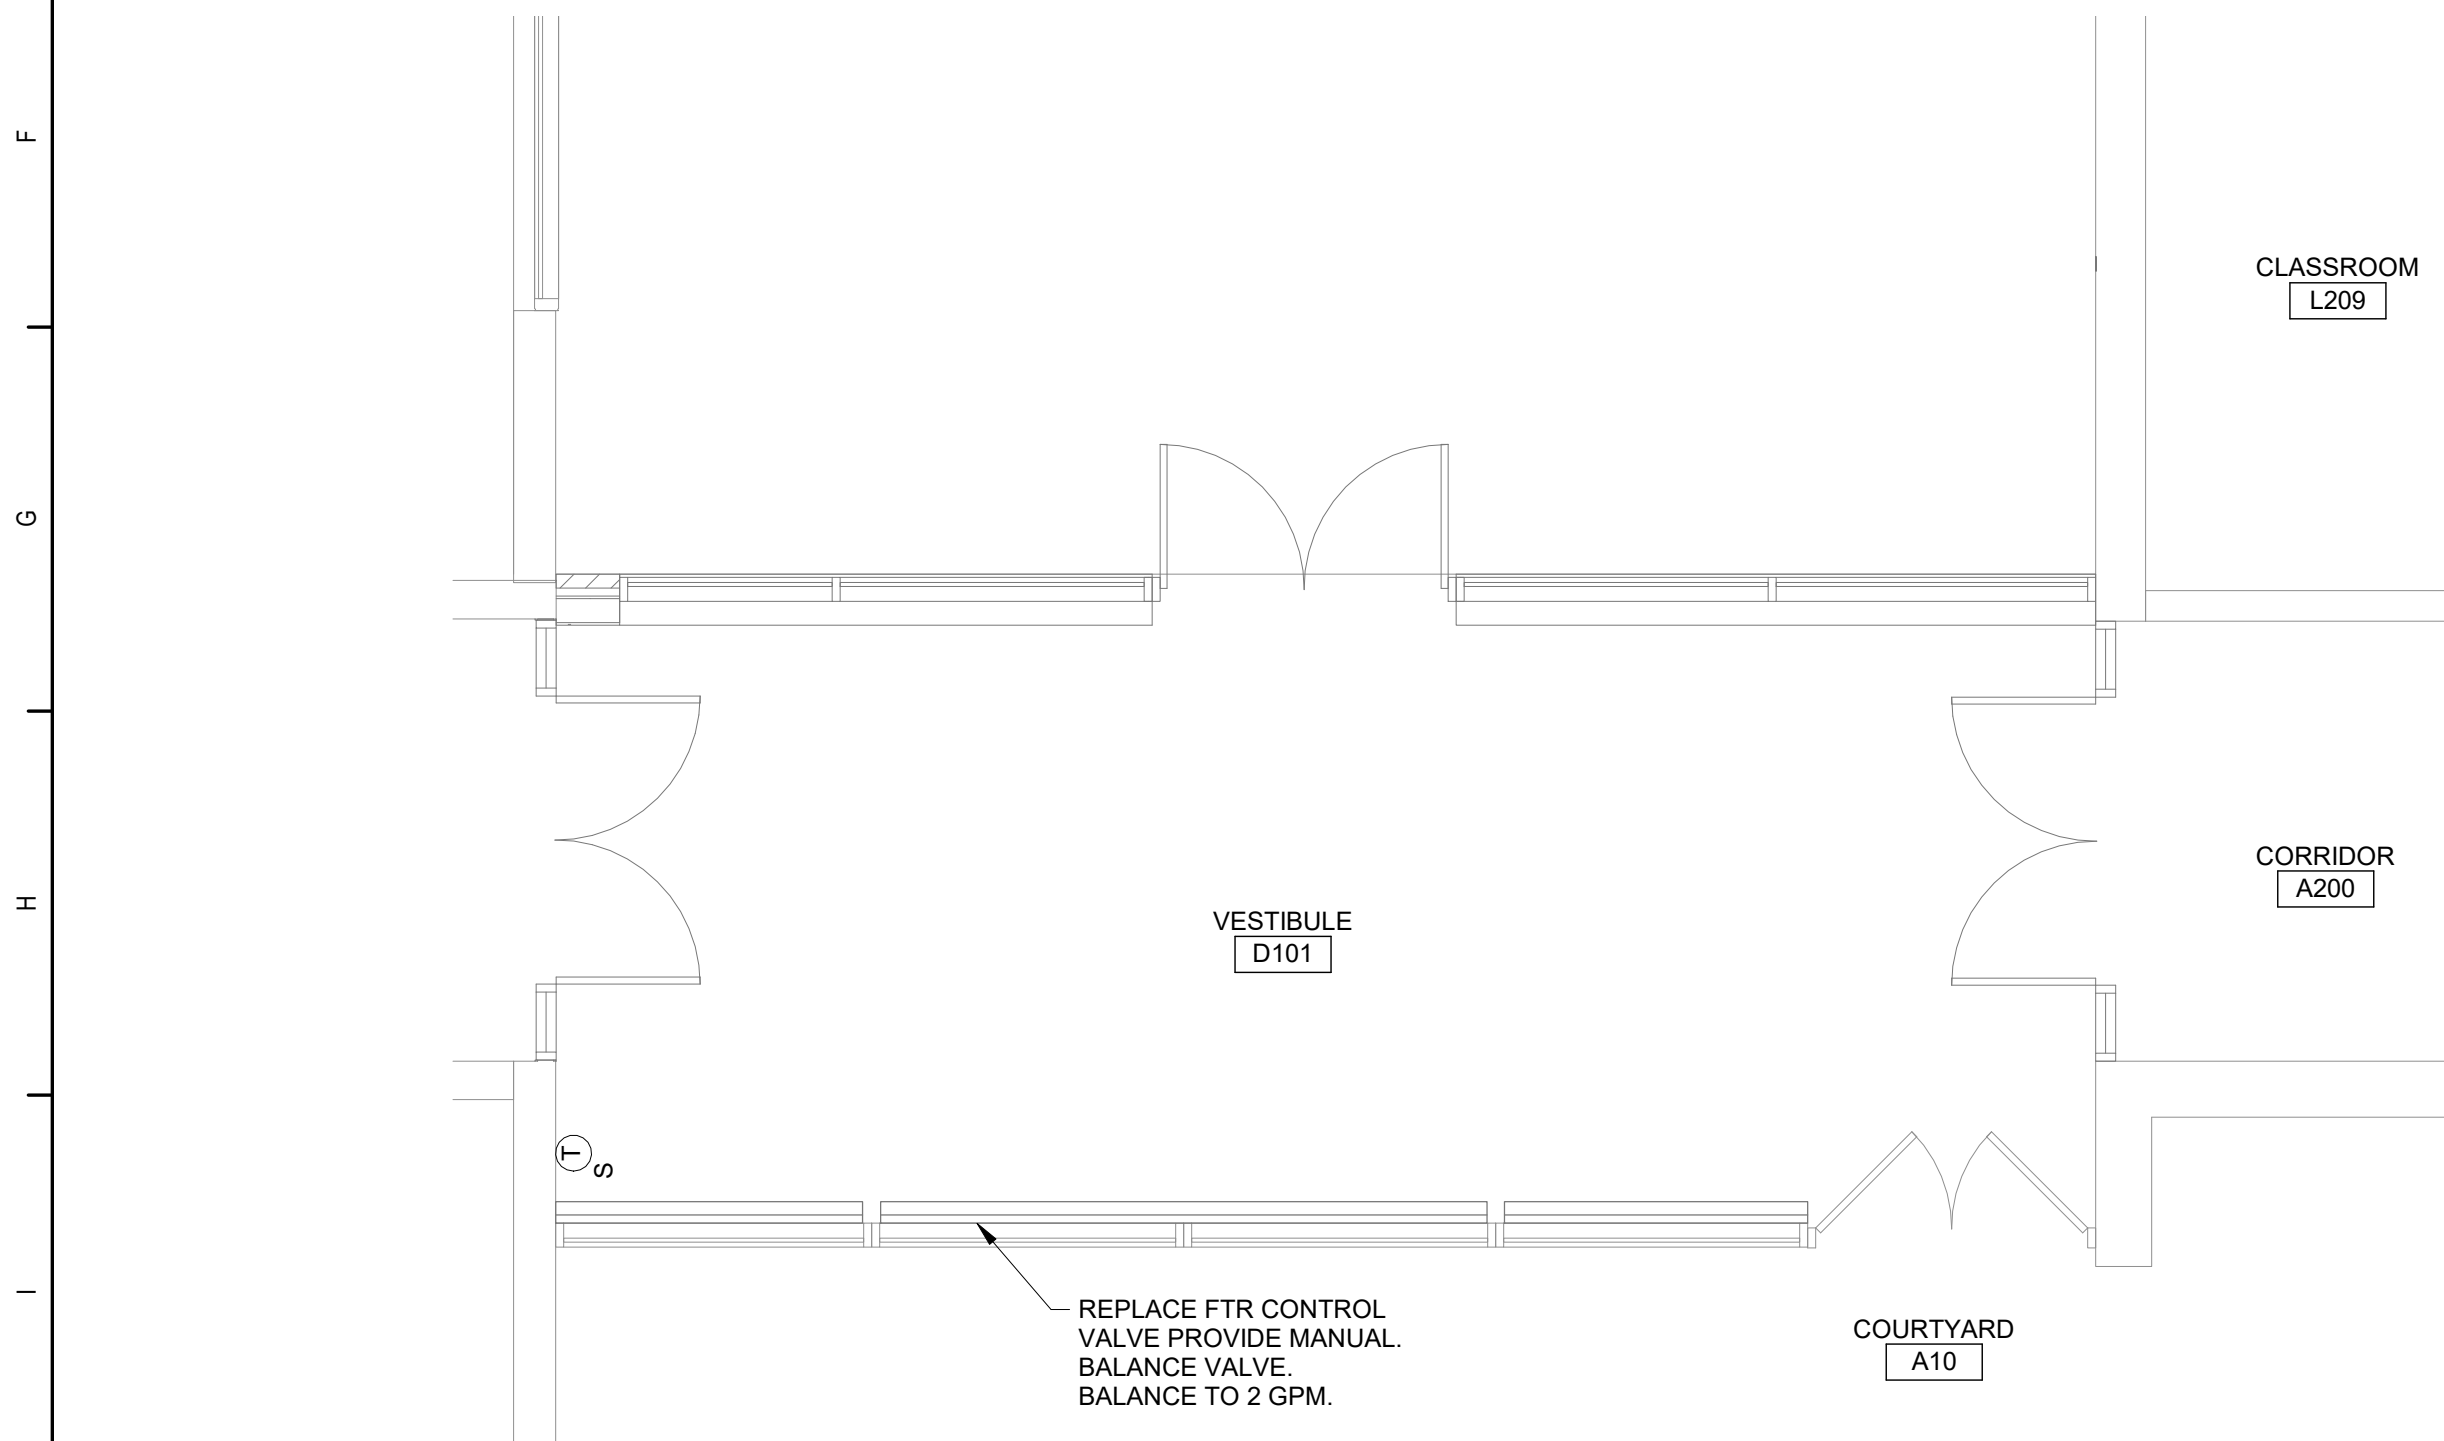 F
CLASSROOM
L209
G
H
CORRIDOR
A200
VESTIBULE
D101
T
S
I
REPLACE FTR CONTROL
VALVE PROVIDE MANUAL.
BALANCE VALVE.
BALANCE TO 2 GPM.
COURTYARD
A10